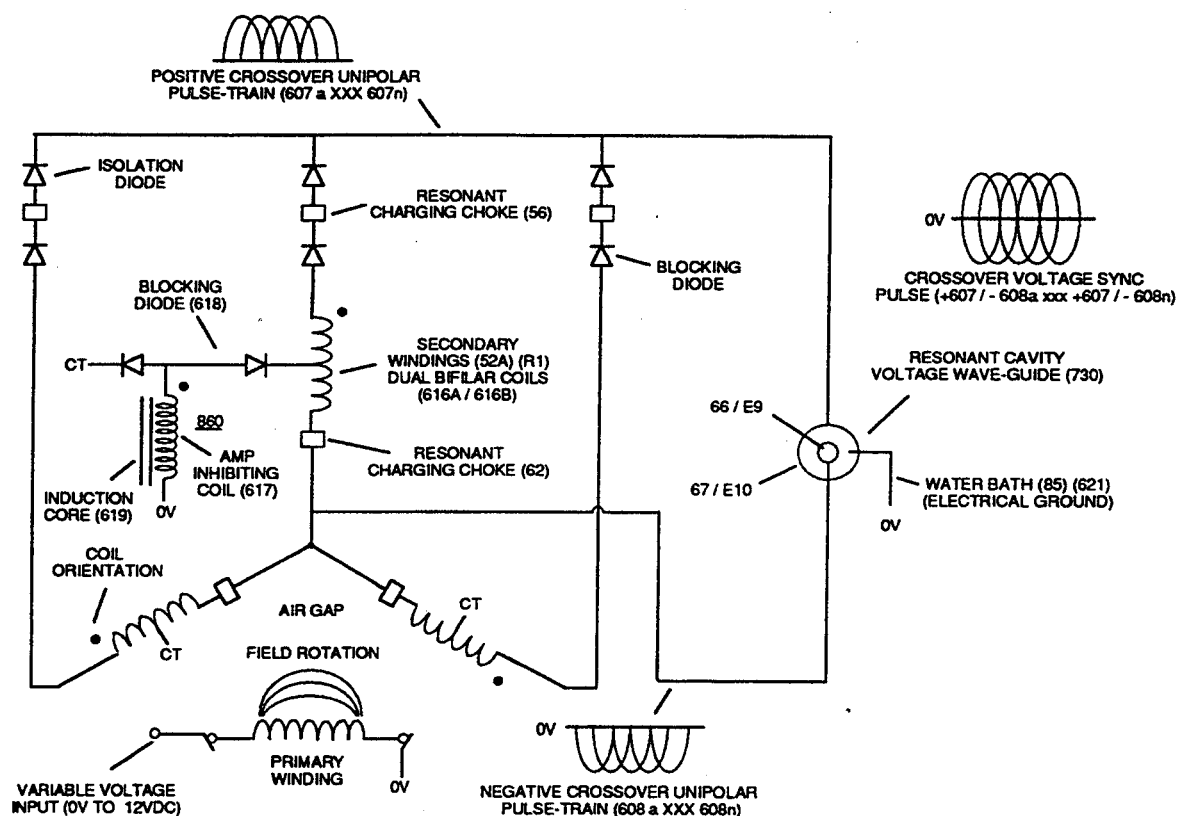 POSITIVE CROSSOVER UNIPOLAR
PULSE-TRAIN (607 a XXX 607n)
ISOLATION
DIODE
RESONANT
CHARGING CHOKE (56)
BLOCKING
DIODE
0V
CROSSOVER VOLTAGE SYNC
PULSE (+607 / - 608a xxx +607 / - 608n)
BLOCKING
DIODE (618)
CT
SECONDARY
WINDINGS (52A) (R1)
DUAL BIFILAR COILS
(616A / 616B)
RESONANT CAVITY
VOLTAGE WAVE-GUIDE (730)
66 / E9
860
AMP
INHIBITING
COIL (617)
RESONANT
CHARGING CHOKE (62)
67 / E10
WATER BATH (85) (621)
(ELECTRICAL GROUND)
INDUCTION
CORE (619)
0V
0V
COIL
ORIENTATION
AIR GAP
CT
CT
FIELD ROTATION
0V
PRIMARY
WINDING
0V
VARIABLE VOLTAGE
INPUT (0V TO 12VDC)
NEGATIVE CROSSOVER UNIPOLAR
PULSE-TRAIN (608 a XXX 608n)